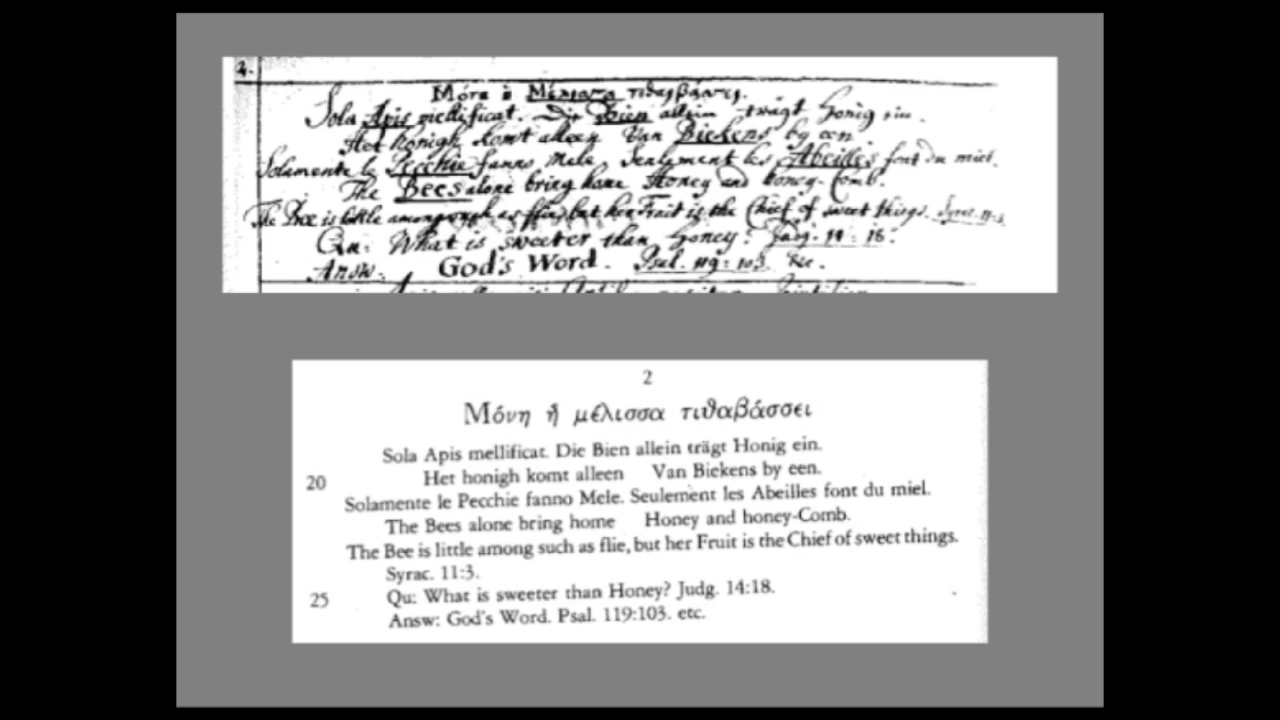 2.
Sola Apis mellificat. Die Bien allein trägt Honig ein.
Het honigh komt alleen Van Biekens by een.
Solamente le Pecchie fanno Mele, Seulement les Abeilles font du miel.
The Bees alone bring home Honey and honey-Comb.
The Bee is little among such as flie, but her Fruit is the Chief of sweet things. Syrac. 11:3.
Qu: What is sweeter than Honey? Judg. 14:18.
Answ: God's Word. Psal. 119:103. &c.
2
Μόνη ἡ μέλισσα τιθαβάσσει
Sola Apis mellificat. Die Bien allein trägt Honig ein.
20 Het honigh komt alleen Van Biekens by een.
Solamente le Pecchie fanno Mele. Seulement les Abeilles font du miel.
The Bees alone bring home Honey and honey-Comb.
The Bee is little among such as flie, but her Fruit is the Chief of sweet things.
Syrac. 11:3.
25 Qu: What is sweeter than Honey? Judg. 14:18.
Answ: God's Word. Psal. 119:103. etc.